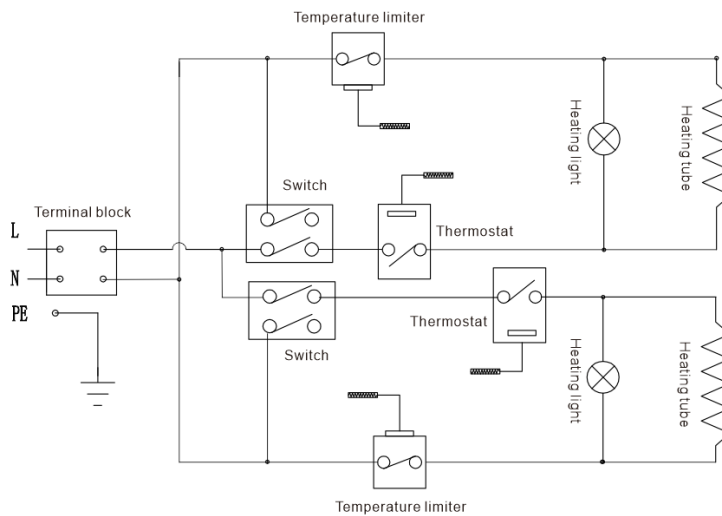 Temperature limiter
Heating light
Heating tube
Switch
Terminal block
L
Thermostat
N
PE
Thermostat
Switch
Heating light
Heating tube
Temperature limiter